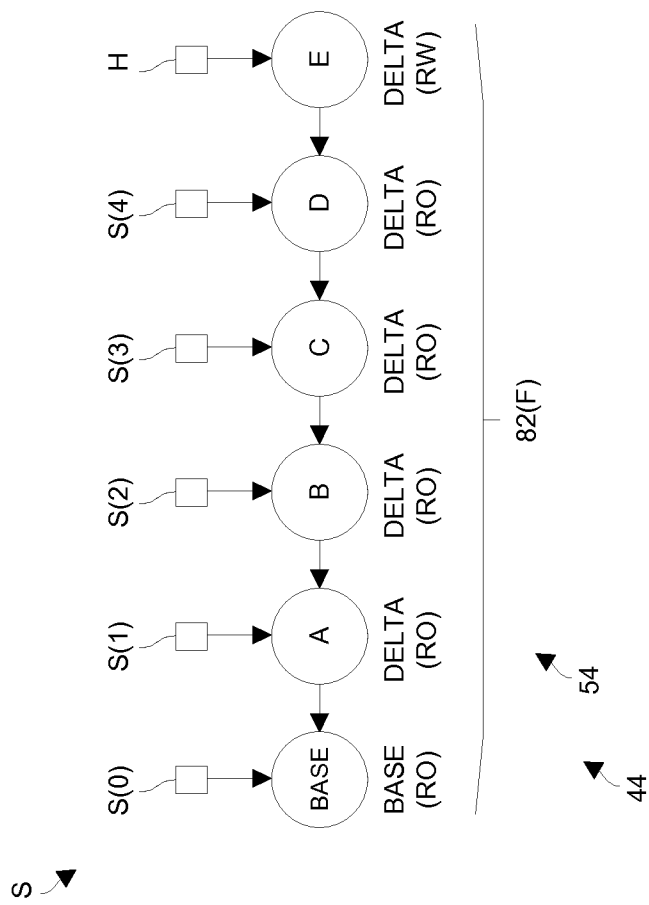 S
S(0)
S(1)
S(2)
S(3)
S(4)
H
BASE
A
B
C
D
E
BASE
(RO)
DELTA
(RO)
DELTA
(RO)
DELTA
(RO)
DELTA
(RO)
DELTA
(RW)
82(F)
54
44